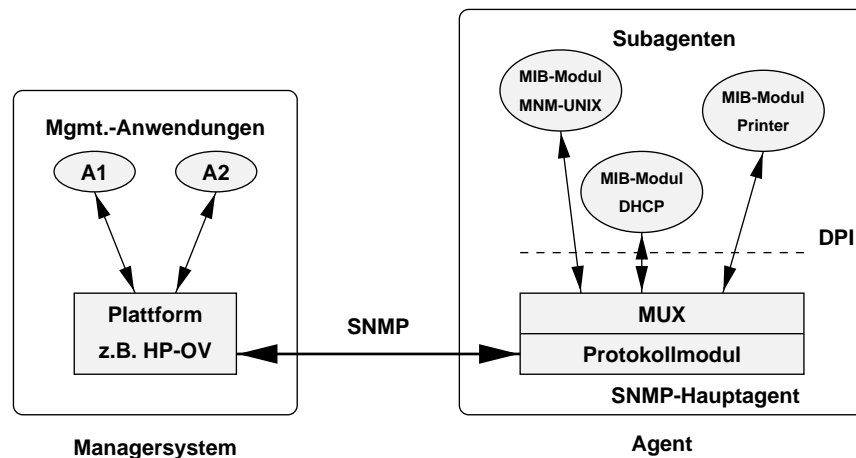 Mgmt.-Anwendungen
A1
A2
Plattform
z.B. HP-OV
Managersystem
SNMP
Subagenten
MIB-Modul
MNM-UNIX
MIB-Modul
Printer
MIB-Modul
DHCP
DPI
MUX
Protokollmodul
SNMP-Hauptagent
Agent